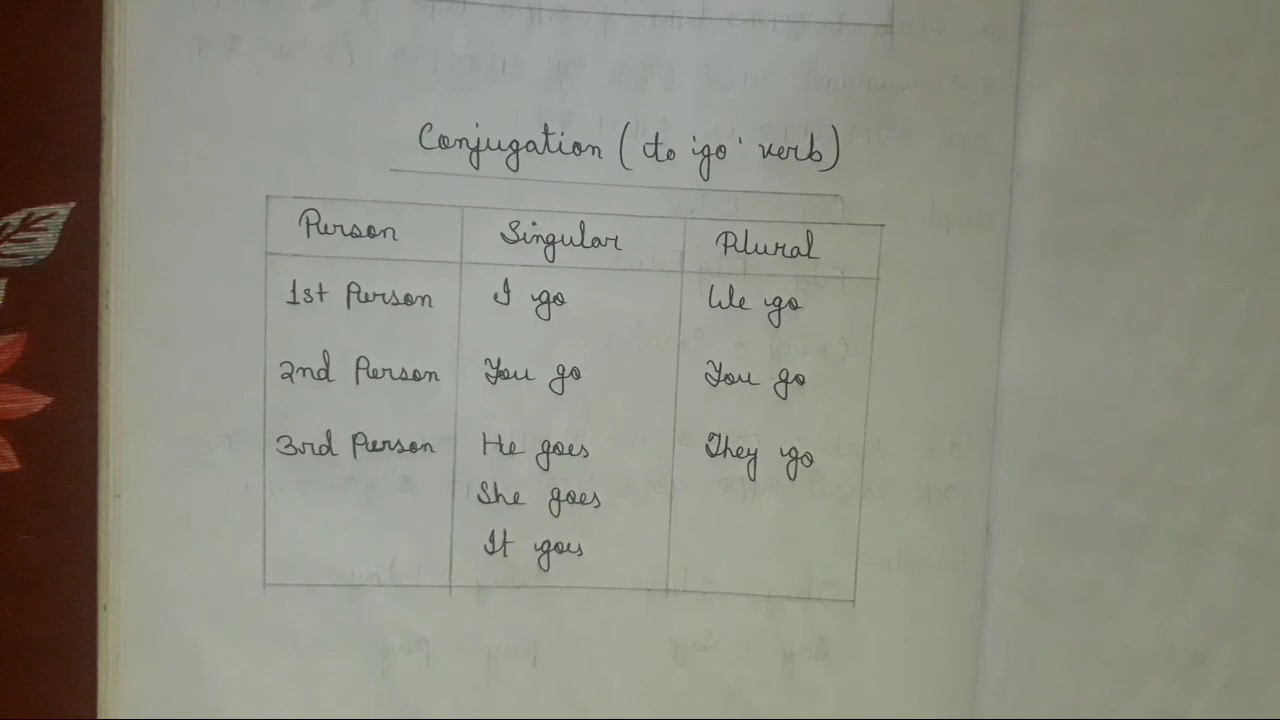 Conjugation (to 'go' verb)
Person Singular Plural
1st Person I go We go
2nd Person You go You go
3rd Person He goes They go
She goes
It goes